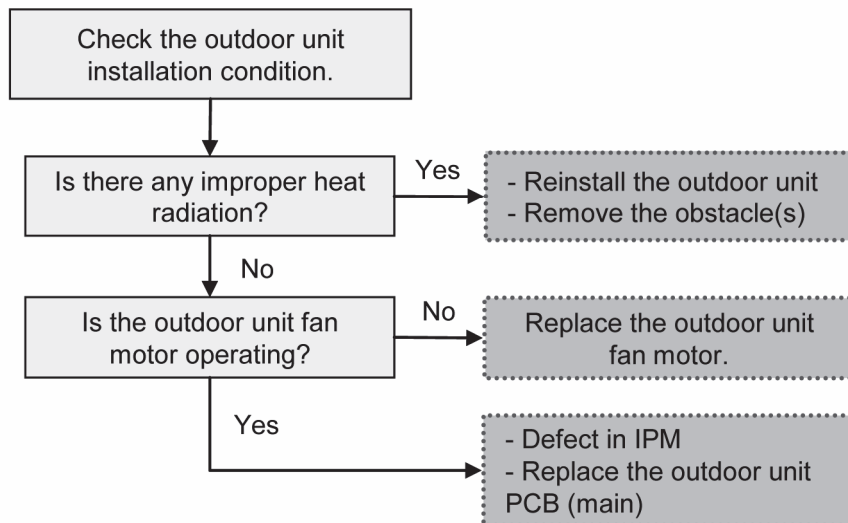 Check the outdoor unit
installation condition.
Is there any improper heat
radiation?
Yes
- Reinstall the outdoor unit
- Remove the obstacle(s)
No
Is the outdoor unit fan
motor operating?
No
Replace the outdoor unit
fan motor.
Yes
- Defect in IPM
- Replace the outdoor unit
PCB (main)